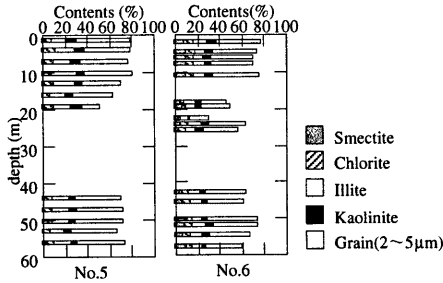 Contents (%)
0 20 40 60 80 100
Contents(%)
0 20 40 60 80 100
depth (m)
0
10
20
30
40
50
60
No.5
No.6
Smectite
Chlorite
Illite
Kaolinite
Grain(2～5μm)